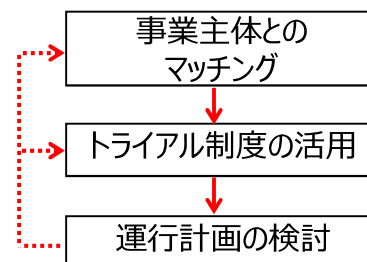 事業主体との
マッチング
トライアル制度の活用
運行計画の検討